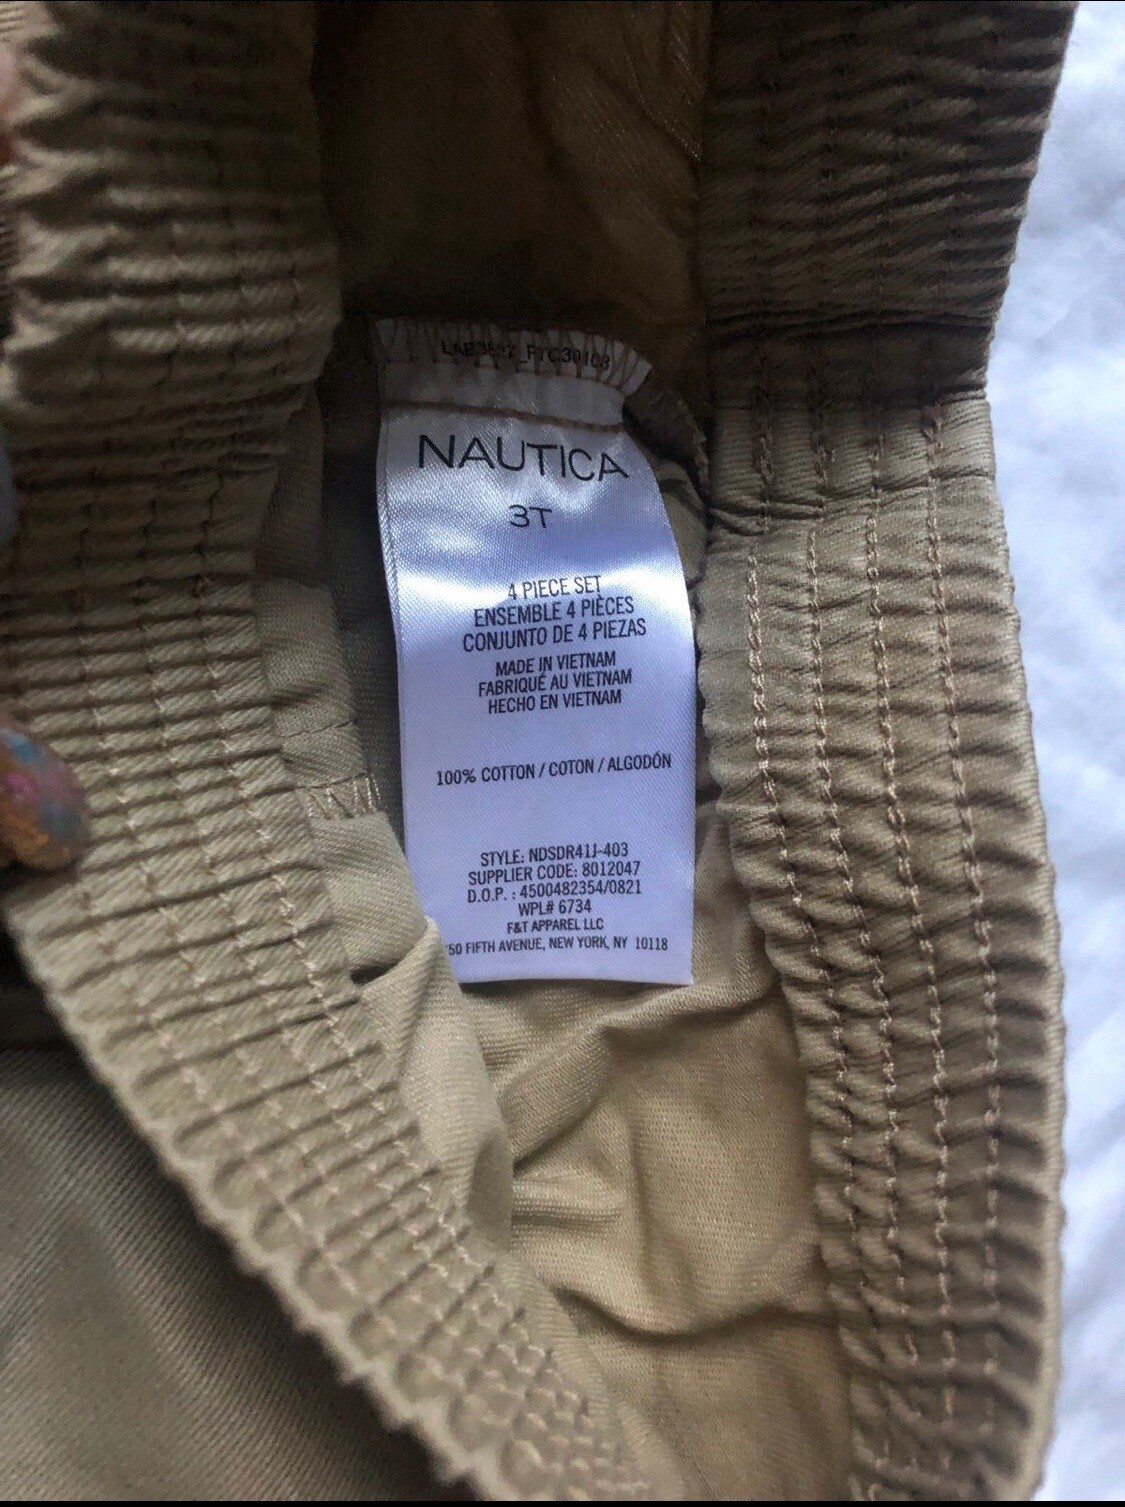 NAUTICA
3T
4 PIECE SET
ENSEMBLE 4 PIÈCES
CONJUNTO DE 4 PIEZAS
MADE IN VIETNAM
FABRIQUÉ AU VIETNAM
HECHO EN VIETNAM
100% COTTON / COTON / ALGODÓN
STYLE: NDSDR41J-403
SUPPLIER CODE: 8012047
D.O.P. : 4500482354/0821
WPL# 6734
F&T APPAREL LLC
50 FIFTH AVENUE, NEW YORK, NY 10118